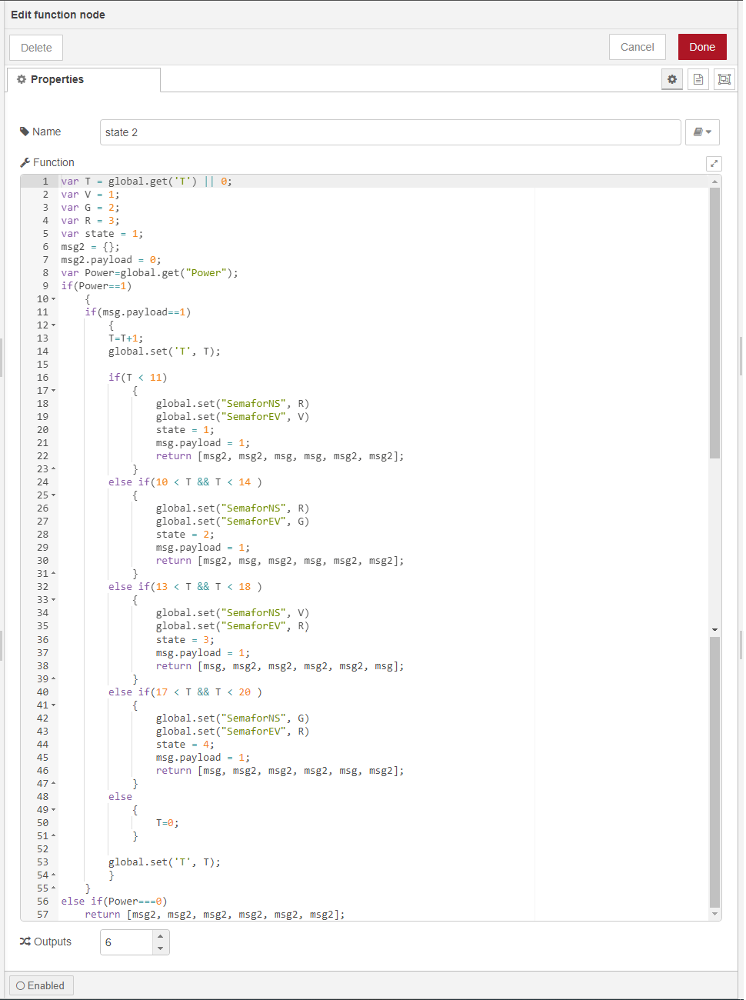 Edit function node
Delete
Cancel
Done
Properties
Name
state 2
Function
1 var T = global.get('T') || 0;
2 var V = 1;
3 var G = 2;
4 var R = 3;
5 var state = 1;
6 msg2 = {};
7 msg2.payload = 0;
8 var Power=global.get("Power");
9 if(Power==1)
10 {
11 if(msg.payload==1)
12 {
13 T=T+1;
14 global.set('T', T);
15
16 if(T < 11)
17 {
18 global.set("SemaforNS", R)
19 global.set("SemaforEV", V)
20 state = 1;
21 msg.payload = 1;
22 return [msg2, msg2, msg, msg, msg2, msg2];
23 }
24 else if(10 < T && T < 14 )
25 {
26 global.set("SemaforNS", R)
27 global.set("SemaforEV", G)
28 state = 2;
29 msg.payload = 1;
30 return [msg2, msg, msg2, msg, msg2, msg2];
31 }
32 else if(13 < T && T < 18 )
33 {
34 global.set("SemaforNS", V)
35 global.set("SemaforEV", R)
36 state = 3;
37 msg.payload = 1;
38 return [msg, msg2, msg2, msg2, msg2, msg];
39 }
40 else if(17 < T && T < 20 )
41 {
42 global.set("SemaforNS", G)
43 global.set("SemaforEV", R)
44 state = 4;
45 msg.payload = 1;
46 return [msg, msg2, msg2, msg2, msg, msg2];
47 }
48 else
49 {
50 T=0;
51 }
52
53 global.set('T', T);
54 }
55 }
56 else if(Power===0)
57 return [msg2, msg2, msg2, msg2, msg2, msg2];
Outputs
6
Enabled